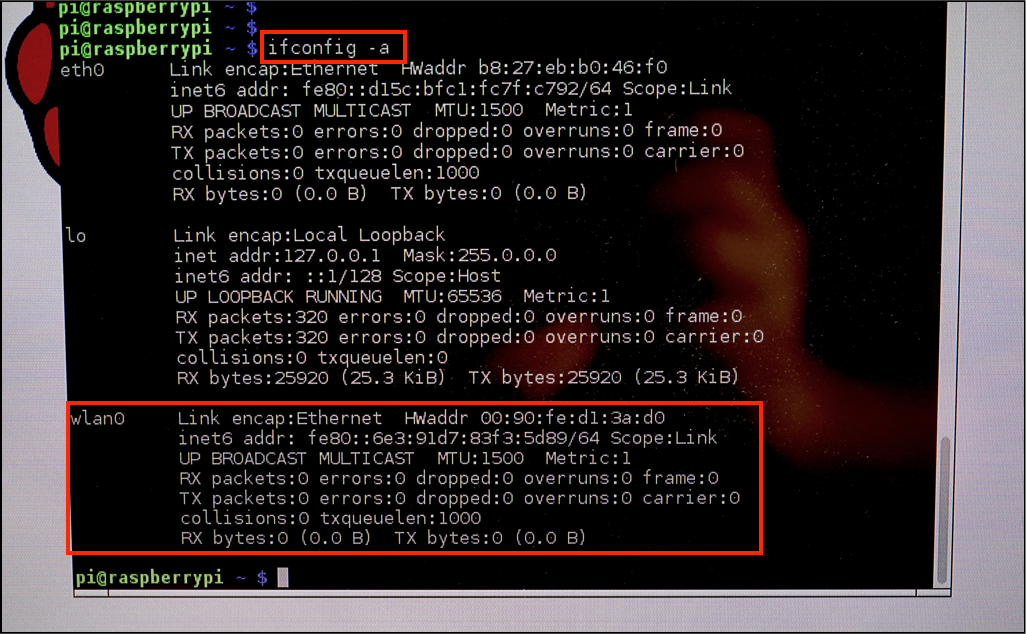 pi@raspberrypi ~ $
pi@raspberrypi ~ $
pi@raspberrypi ~ $ ifconfig -a
eth0 Link encap:Ethernet HWaddr b8:27:eb:b0:46:f0
inet6 addr: fe80::d15c:bfc1:fc7f:c792/64 Scope:Link
UP BROADCAST MULTICAST MTU:1500 Metric:1
RX packets:0 errors:0 dropped:0 overruns:0 frame:0
TX packets:0 errors:0 dropped:0 overruns:0 carrier:0
collisions:0 txqueuelen:1000
RX bytes:0 (0.0 B) TX bytes:0 (0.0 B)
lo Link encap:Local Loopback
inet addr:127.0.0.1 Mask:255.0.0.0
inet6 addr: ::1/128 Scope:Host
UP LOOPBACK RUNNING MTU:65536 Metric:1
RX packets:320 errors:0 dropped:0 overruns:0 frame:0
TX packets:320 errors:0 dropped:0 overruns:0 carrier:0
collisions:0 txqueuelen:0
RX bytes:25920 (25.3 KiB) TX bytes:25920 (25.3 KiB)
wlan0 Link encap:Ethernet HWaddr 00:90:fe:d1:3a:d0
inet6 addr: fe80::6e3:91d7:83f3:5d89/64 Scope:Link
UP BROADCAST MULTICAST MTU:1500 Metric:1
RX packets:0 errors:0 dropped:0 overruns:0 frame:0
TX packets:0 errors:0 dropped:0 overruns:0 carrier:0
collisions:0 txqueuelen:1000
RX bytes:0 (0.0 B) TX bytes:0 (0.0 B)
pi@raspberrypi ~ $